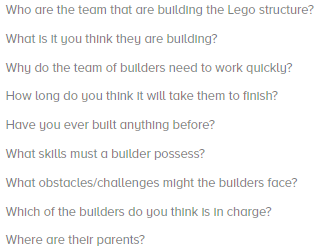 Who are the team that are building the Lego structure?
What is it you think they are building?
Why do the team of builders need to work quickly?
How long do you think it will take them to finish?
Have you ever built anything before?
What skills must a builder possess?
What obstacles/challenges might the builders face?
Which of the builders do you think is in charge?
Where are their parents?